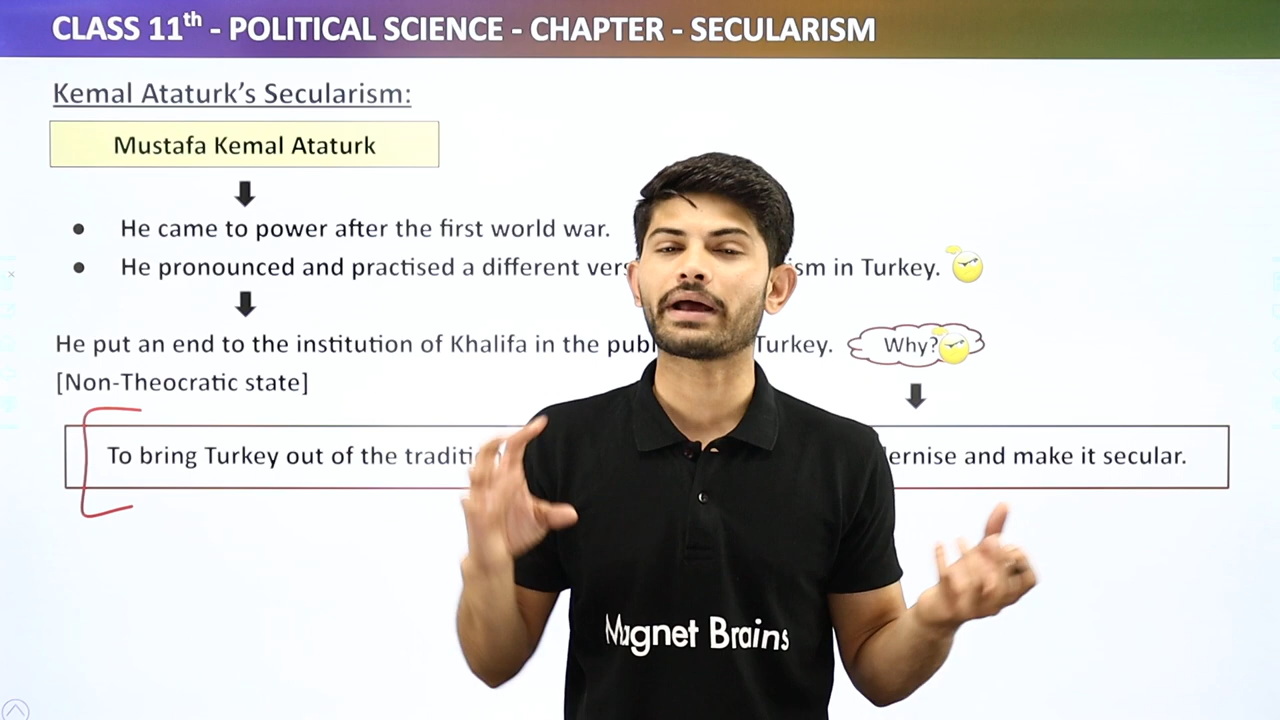 CLASS 11th - POLITICAL SCIENCE - CHAPTER - SECULARISM
Kemal Ataturk's Secularism:
Mustafa Kemal Ataturk
● He came to power after the first world war.
● He pronounced and practised a different vers ism in Turkey.
He put an end to the institution of Khalifa in the pub Turkey. Why?
[Non-Theocratic state]
To bring Turkey out of the traditi ernise and make it secular.
Magnet Brains